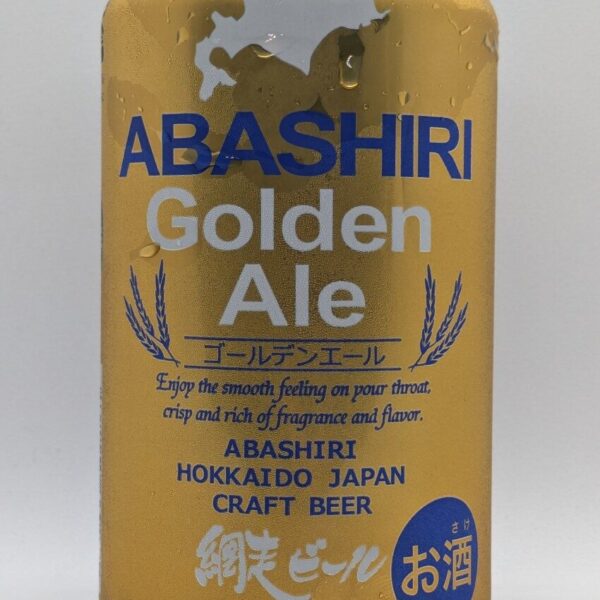 ABASHIRI
Golden
Ale
ゴールデンエール
Enjoy the smooth feeling on your throat,
crisp and rich of fragrance and flavor.
ABASHIRI
HOKKAIDO JAPAN
CRAFT BEER
網走ビール
さけ
お酒